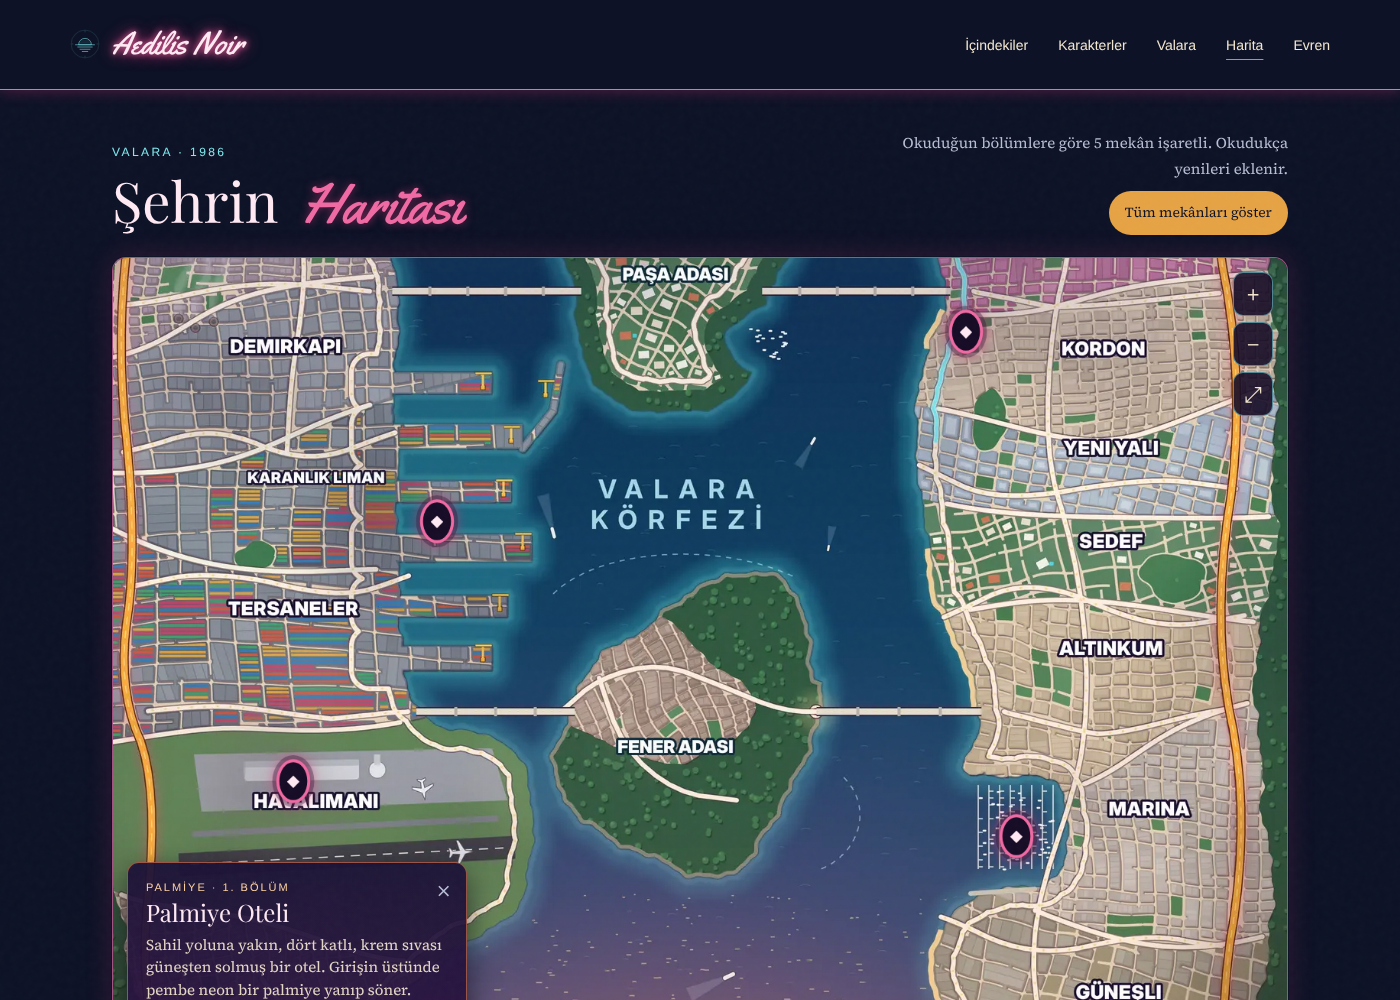 Aedilis Noir
İçindekiler
Karakterler
Valara
Harita
Evren
VALARA · 1986
Şehrin Haritası
Okuduğun bölümlere göre 5 mekân işaretli. Okudukça
yenileri eklenir.
Tüm mekânları göster
PAŞA ADASI
DEMIRKAPI
KORDON
YENI YALI
KARANLIK LIMAN
VALARA
KÖRFEZİ
SEDEF
TERSANELER
ALTINKUM
FENER ADASI
HAVALIMANI
MARINA
PALMİYE · 1. BÖLÜM
Palmiye Oteli
Sahil yoluna yakın, dört katlı, krem sıvası
güneşten solmuş bir otel. Girişin üstünde
pembe neon bir palmiye yanıp söner.
GÜNEŞLI